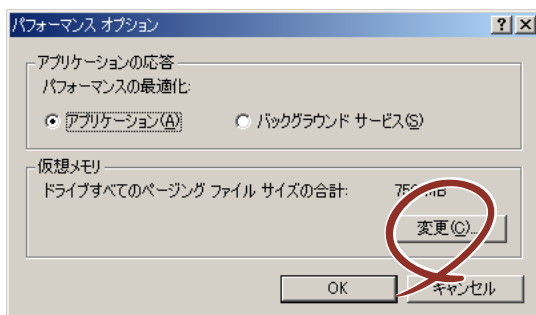 パフォーマンス オプション
アプリケーションの応答
パフォーマンスの最適化:
アプリケーション(A) バックグラウンド サービス(S)
仮想メモリ
ドライブすべてのページング ファイル サイズの合計: MB
変更(C)...
OK キャンセル